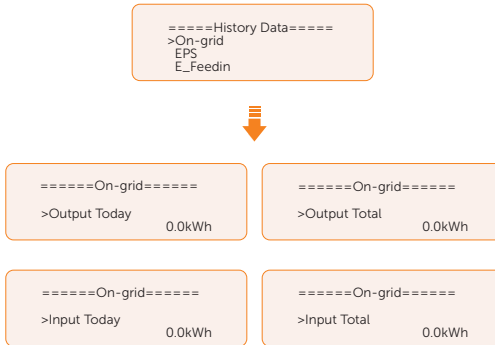 =====History Data=====
>On-grid
EPS
E_Feedin
======On-grid======
>Output Today
0.0kWh
======On-grid======
>Output Total
0.0kWh
======On-grid======
>Input Today
0.0kWh
======On-grid======
>Input Total
0.0kWh